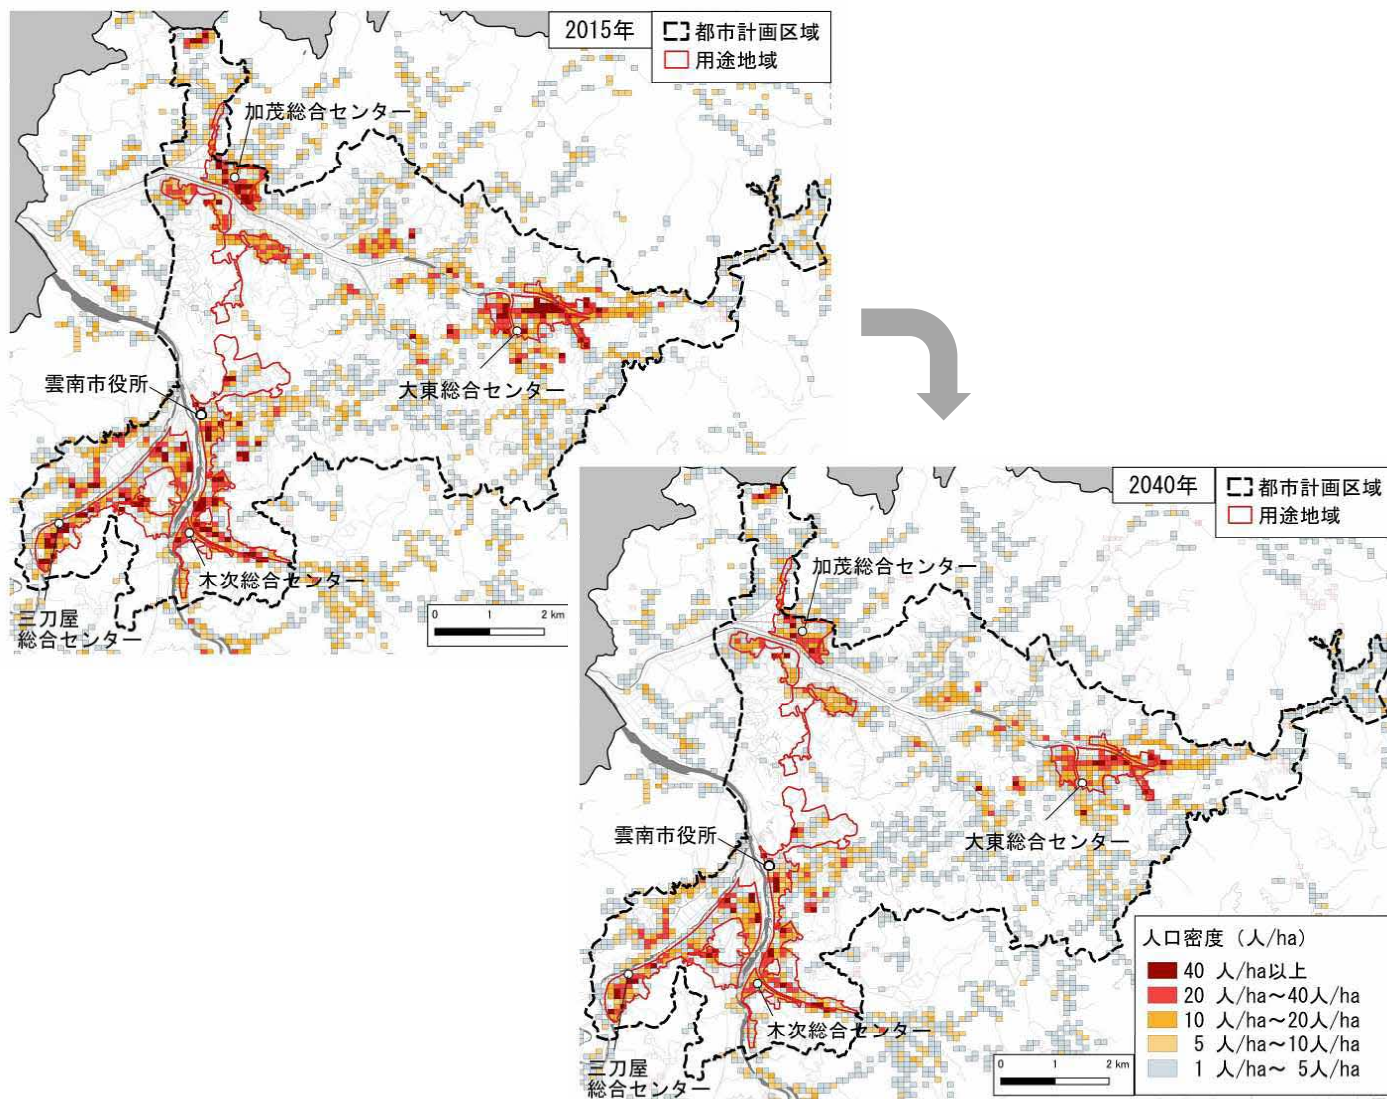 2015年
都市計画区域
用途地域
加茂総合センター
雲南市役所
大東総合センター
木次総合センター
三刀屋
総合センター
0 1 2 km
2040年
都市計画区域
用途地域
加茂総合センター
雲南市役所
大東総合センター
木次総合センター
三刀屋
総合センター
0 1 2 km
人口密度（人/ha）
40 人/ha以上
20 人/ha～40人/ha
10 人/ha～20人/ha
5 人/ha～10人/ha
1 人/ha～ 5人/ha